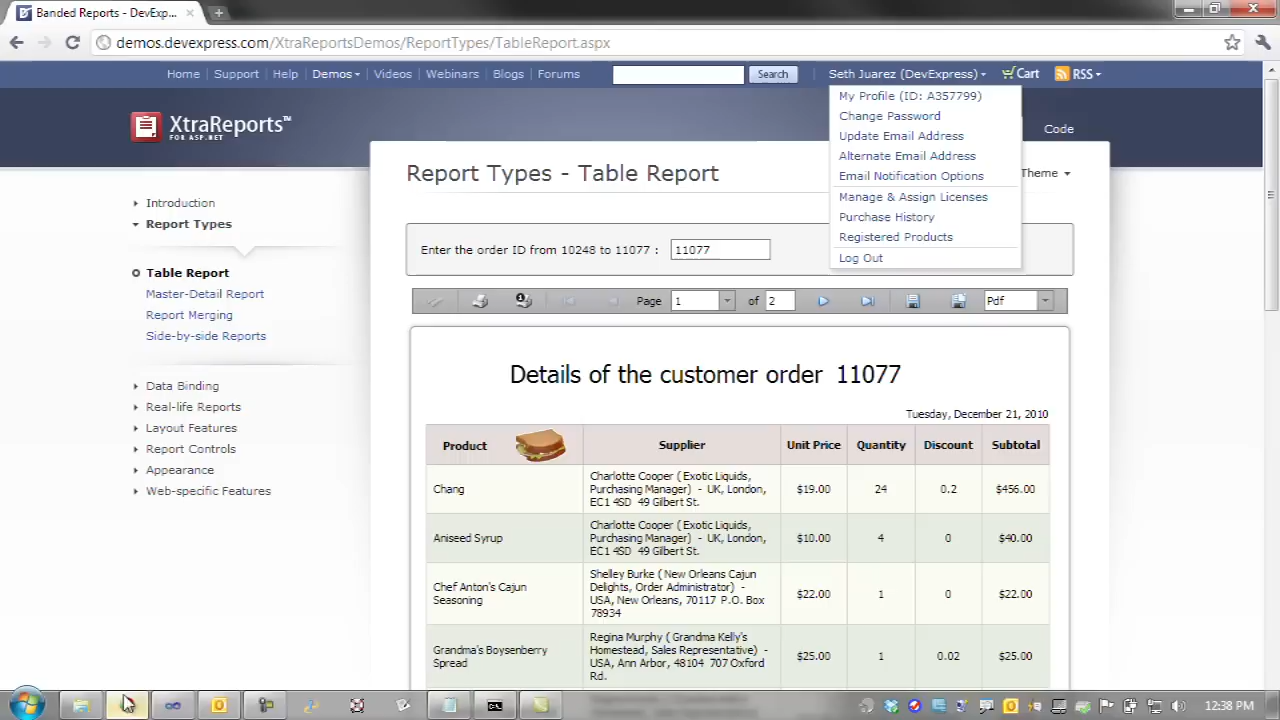 Banded Reports - DevExp...
demos.devexpress.com/XtraReportsDemos/ReportTypes/TableReport.aspx
Home Support Help Demos Videos Webinars Blogs Forums Search Seth Juarez (DevExpress) Cart RSS
My Profile (ID: A357799)
Change Password
Update Email Address
Alternate Email Address
Email Notification Options
Manage & Assign Licenses
Purchase History
Registered Products
Log Out
XtraReports™
FOR ASP.NET
Code
Report Types - Table Report
Theme
Introduction
Report Types
Table Report
Master-Detail Report
Report Merging
Side-by-side Reports
Data Binding
Real-life Reports
Layout Features
Report Controls
Appearance
Web-specific Features
Enter the order ID from 10248 to 11077 : 11077
Page 1 of 2 Pdf
Details of the customer order 11077
Tuesday, December 21, 2010
Product Supplier Unit Price Quantity Discount Subtotal
Chang
Charlotte Cooper ( Exotic Liquids,
Purchasing Manager) - UK, London,
EC1 4SD 49 Gilbert St.
$19.00 24 0.2 $456.00
Aniseed Syrup
Charlotte Cooper ( Exotic Liquids,
Purchasing Manager) - UK, London,
EC1 4SD 49 Gilbert St.
$10.00 4 0 $40.00
Chef Anton's Cajun
Seasoning
Shelley Burke ( New Orleans Cajun
Delights, Order Administrator) -
USA, New Orleans, 70117 P.O. Box
78934
$22.00 1 0 $22.00
Grandma's Boysenberry
Spread
Regina Murphy ( Grandma Kelly's
Homestead, Sales Representative) -
USA, Ann Arbor, 48104 707 Oxford
Rd.
$25.00 1 0.02 $25.00
12:38 PM